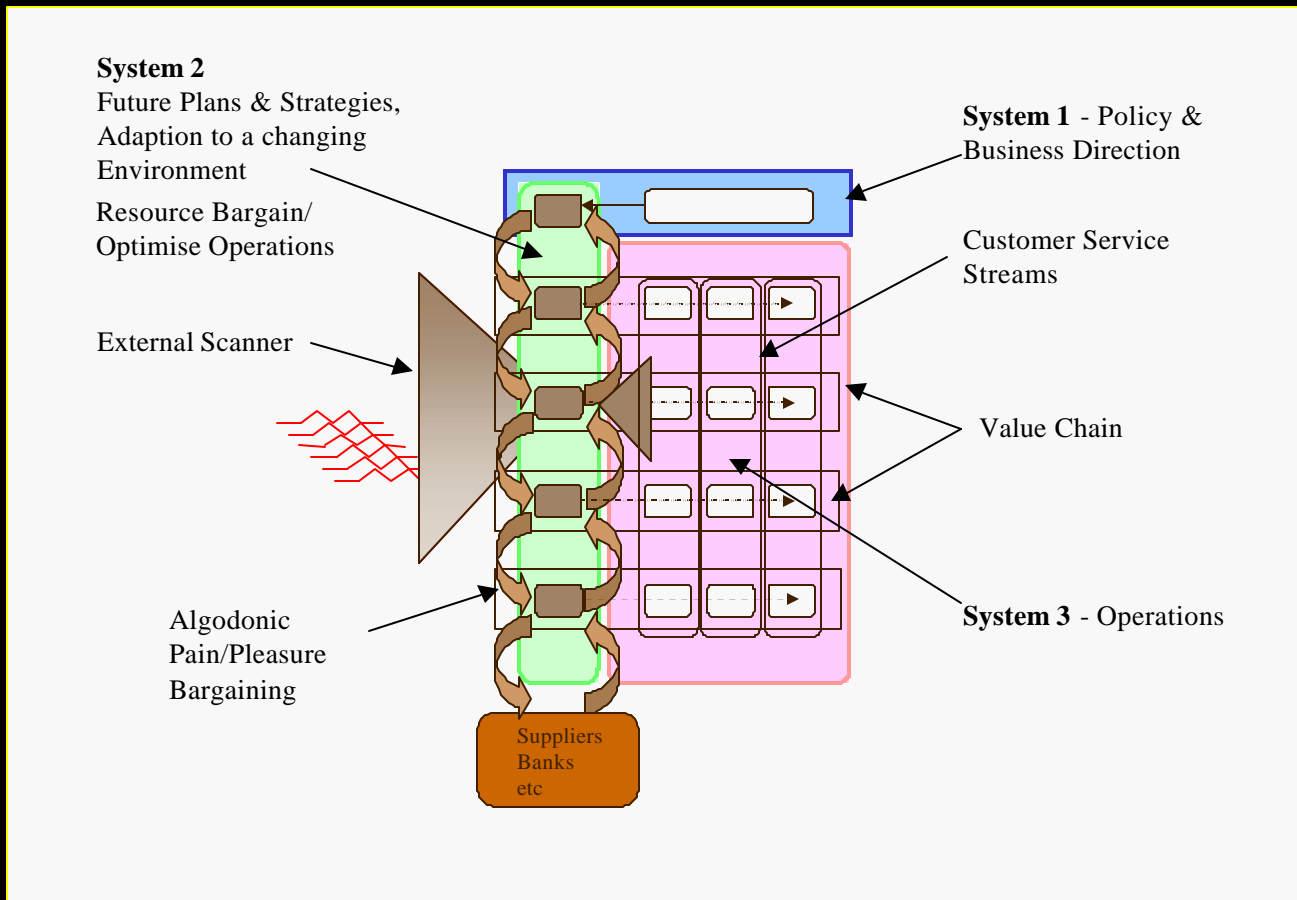 System 2
Future Plans & Strategies,
Adaption to a changing
Environment
Resource Bargain/
Optimise Operations
System 1 - Policy &
Business Direction
Customer Service
Streams
External Scanner
Value Chain
System 3 - Operations
Algodonic
Pain/Pleasure
Bargaining
Suppliers
Banks
etc